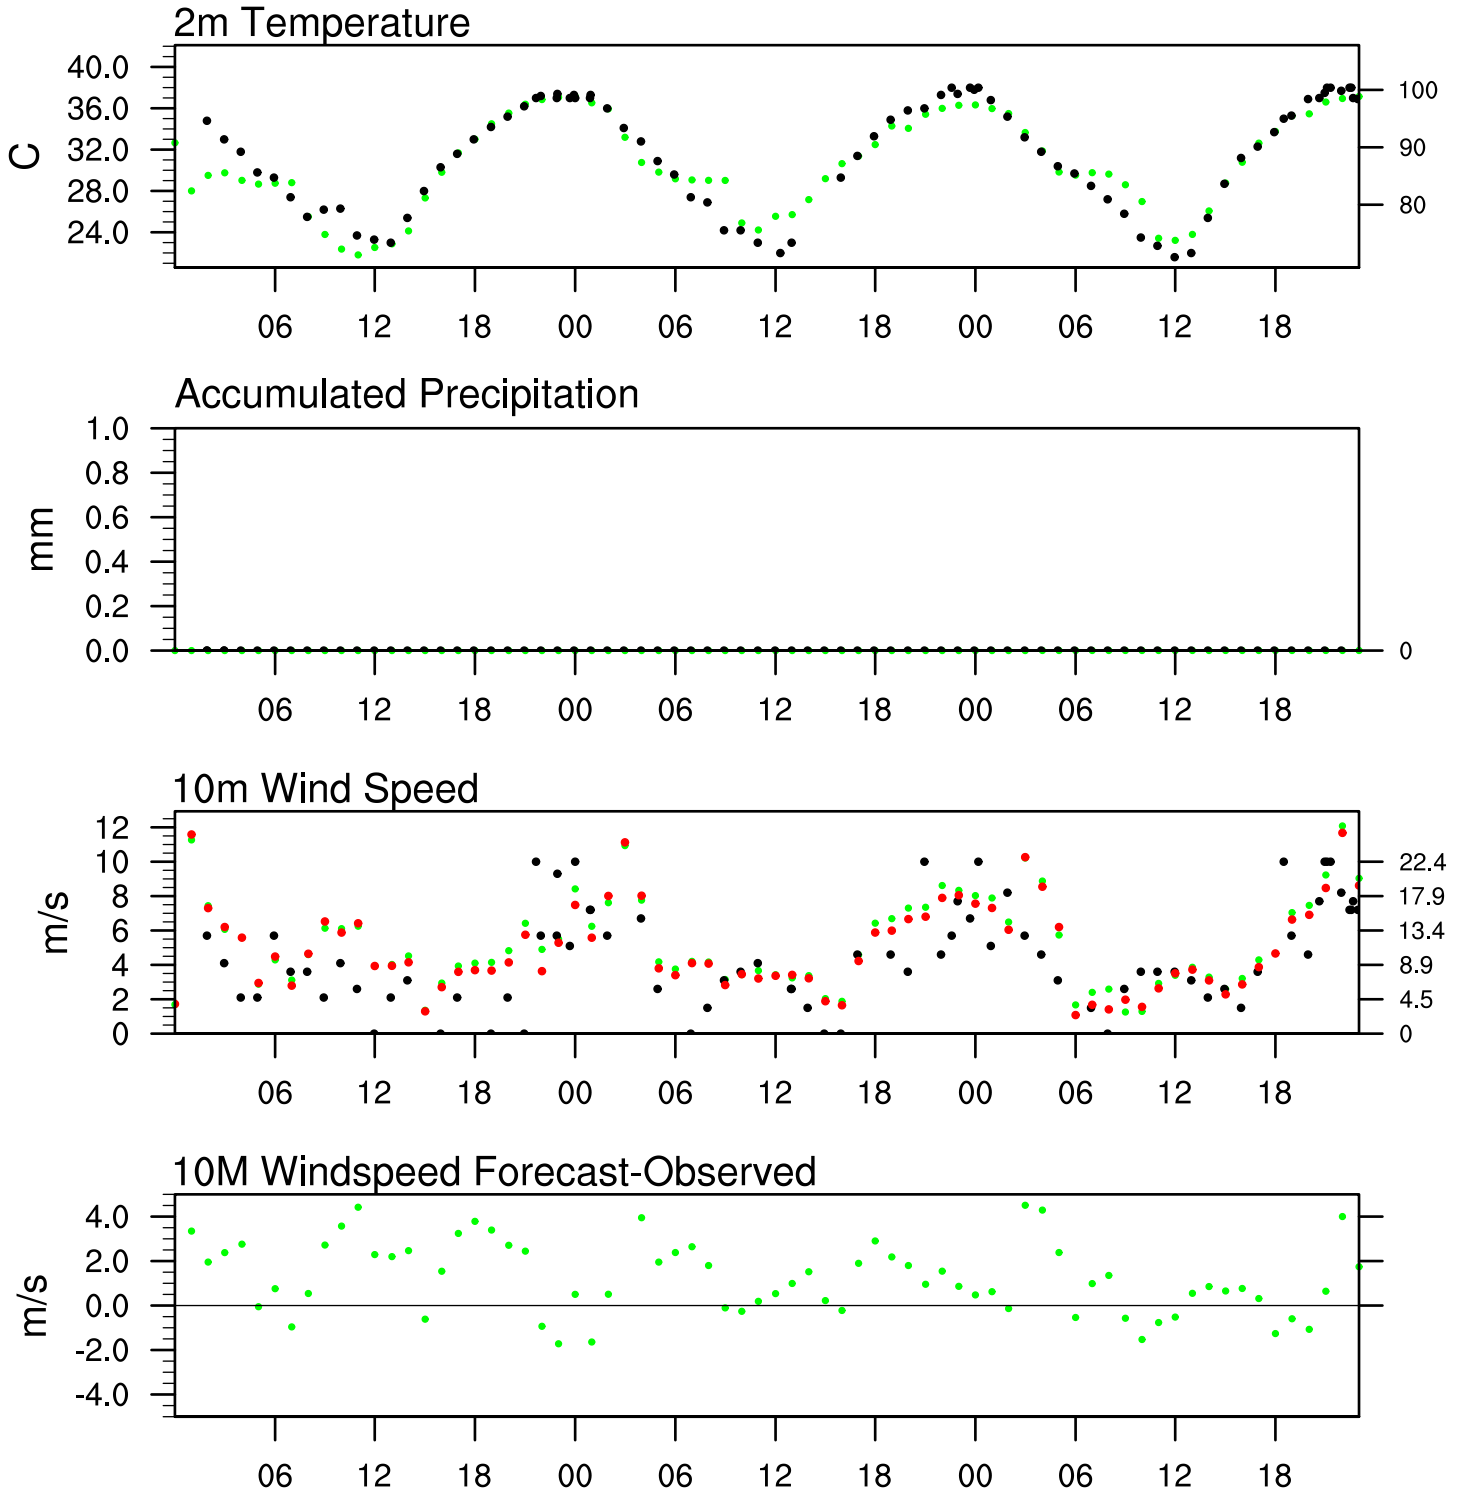 2m Temperature
C
40.0
36.0
32.0
28.0
24.0
100
90
80
06 12 18 00 06 12 18 00 06 12 18
Accumulated Precipitation
mm
1.0
0.8
0.6
0.4
0.2
0.0
0
06 12 18 00 06 12 18 00 06 12 18
10m Wind Speed
m/s
12
10
8
6
4
2
0
22.4
17.9
13.4
8.9
4.5
0
06 12 18 00 06 12 18 00 06 12 18
10M Windspeed Forecast-Observed
m/s
4.0
2.0
0.0
-2.0
-4.0
06 12 18 00 06 12 18 00 06 12 18